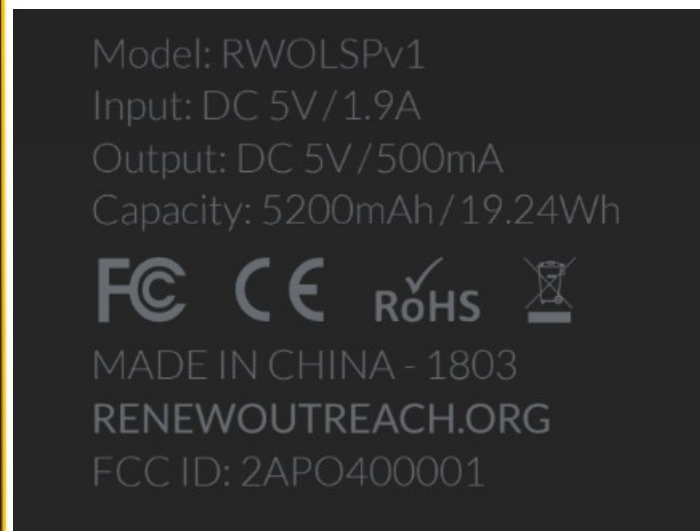 Model: RWOLSPv1
Input: DC 5V/1.9A
Output: DC 5V/500mA
Capacity: 5200mAh/19.24Wh
FC CE RoHS
MADE IN CHINA - 1803
RENEWOUTREACH.ORG
FCC ID: 2APO400001